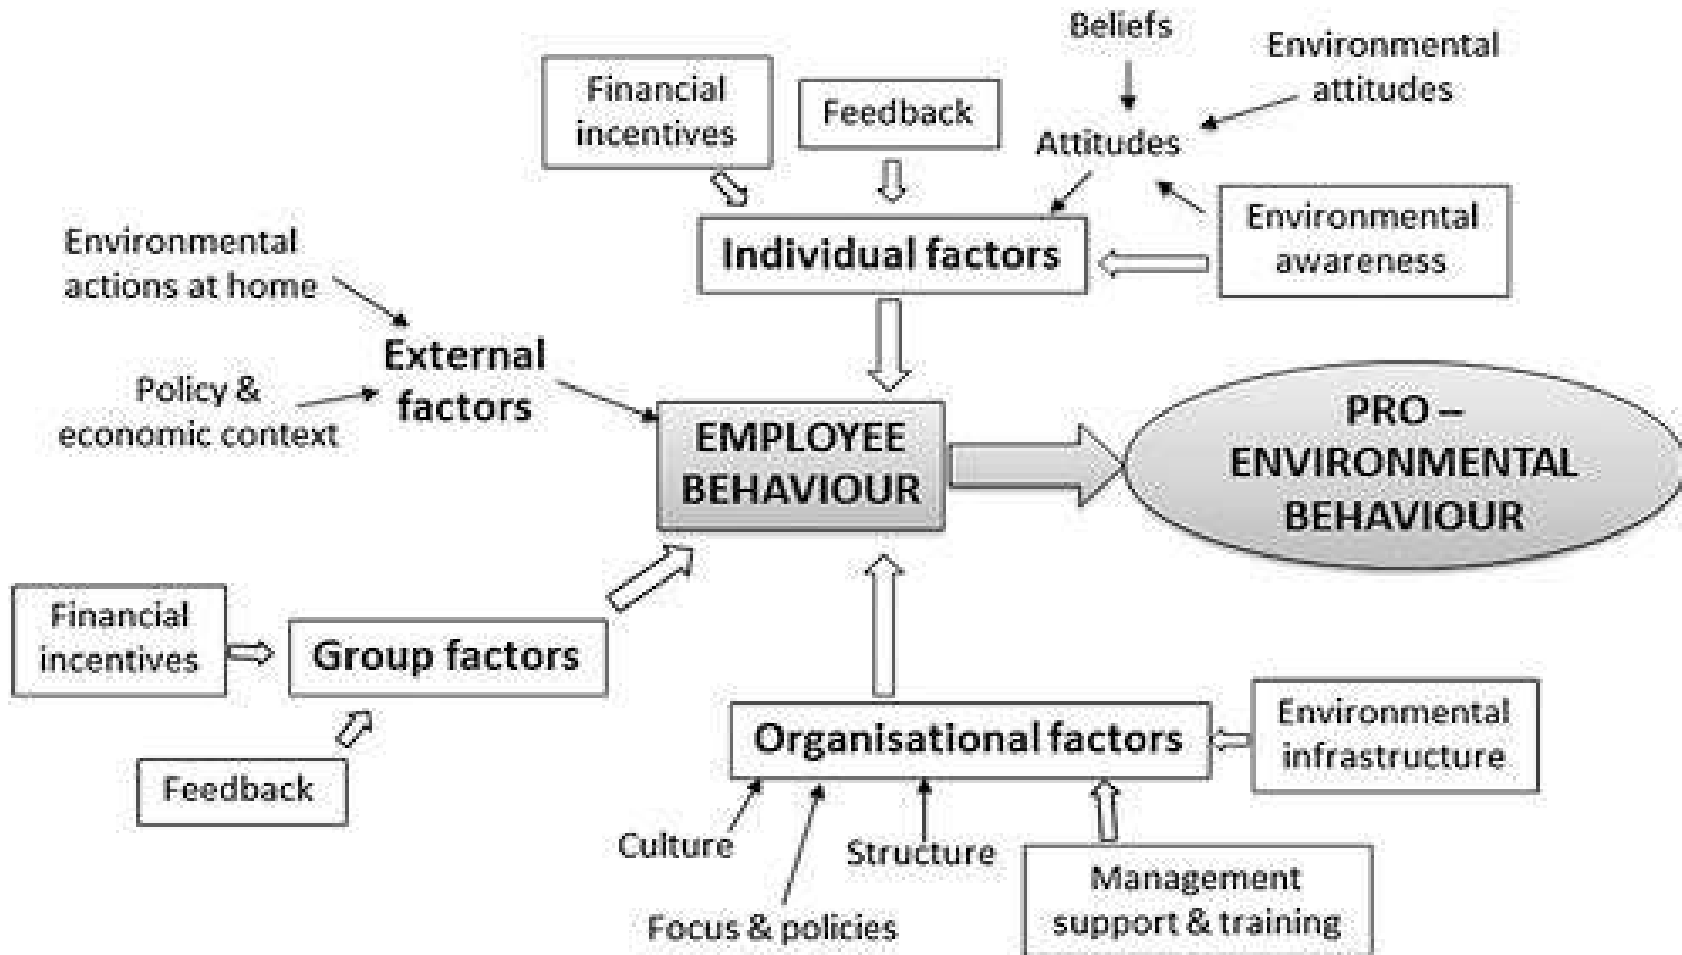 Beliefs
Environmental
attitudes
Financial
incentives
Feedback
Attitudes
Environmental
awareness
Individual factors
Environmental
actions at home
External
factors
Policy &
economic context
EMPLOYEE
BEHAVIOUR
PRO –
ENVIRONMENTAL
BEHAVIOUR
Financial
incentives
Group factors
Feedback
Organisational factors
Environmental
infrastructure
Culture
Structure
Focus & policies
Management
support & training